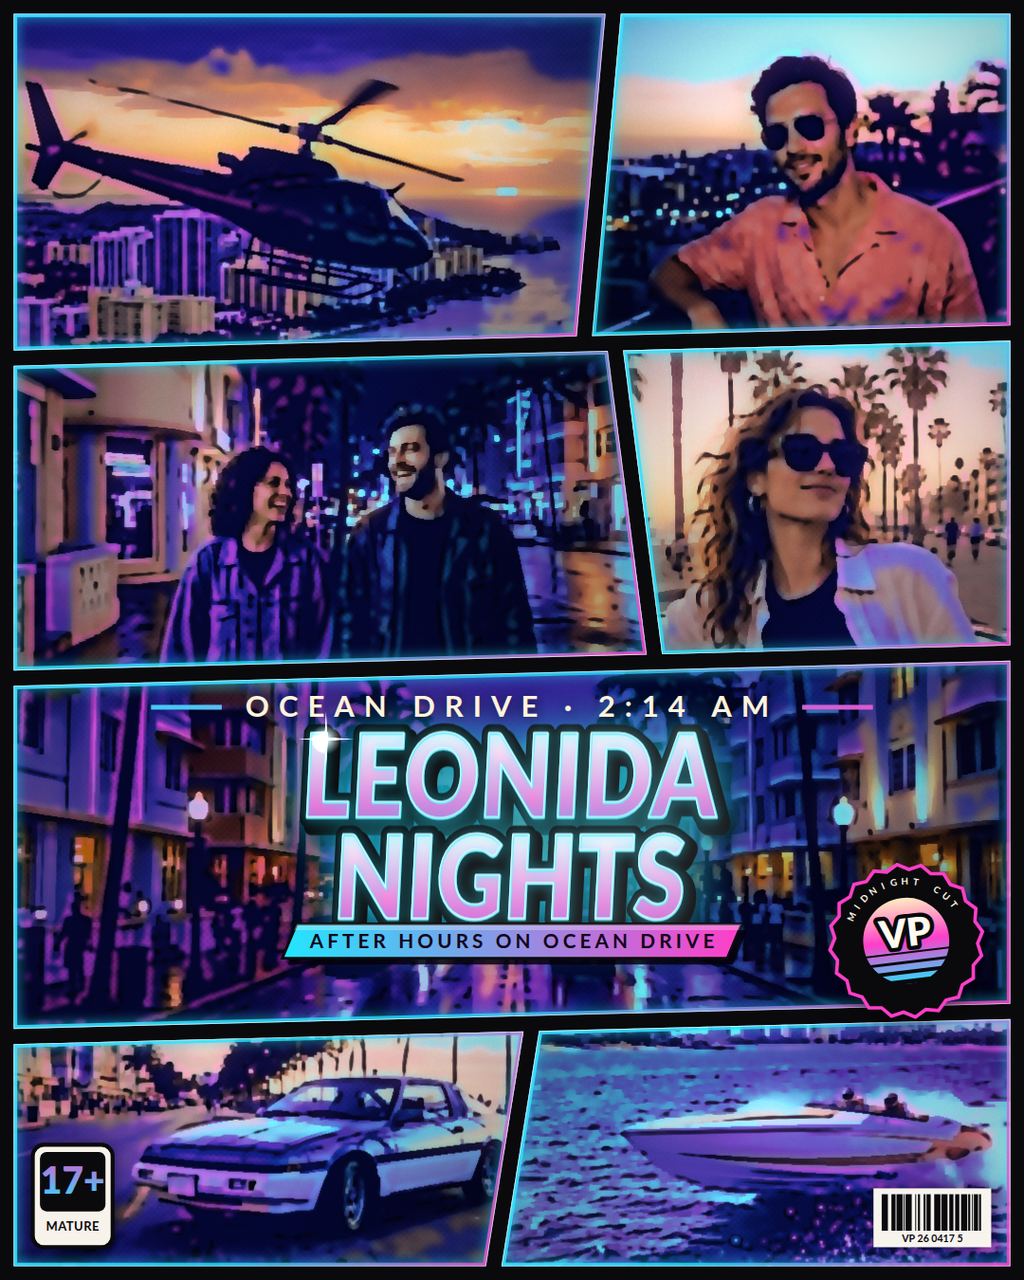 OCEAN DRIVE · 2:14 AM
LEONIDA
NIGHTS
AFTER HOURS ON OCEAN DRIVE
MIDNIGHT CUT
VP
17+
MATURE
VP 26 0417 5